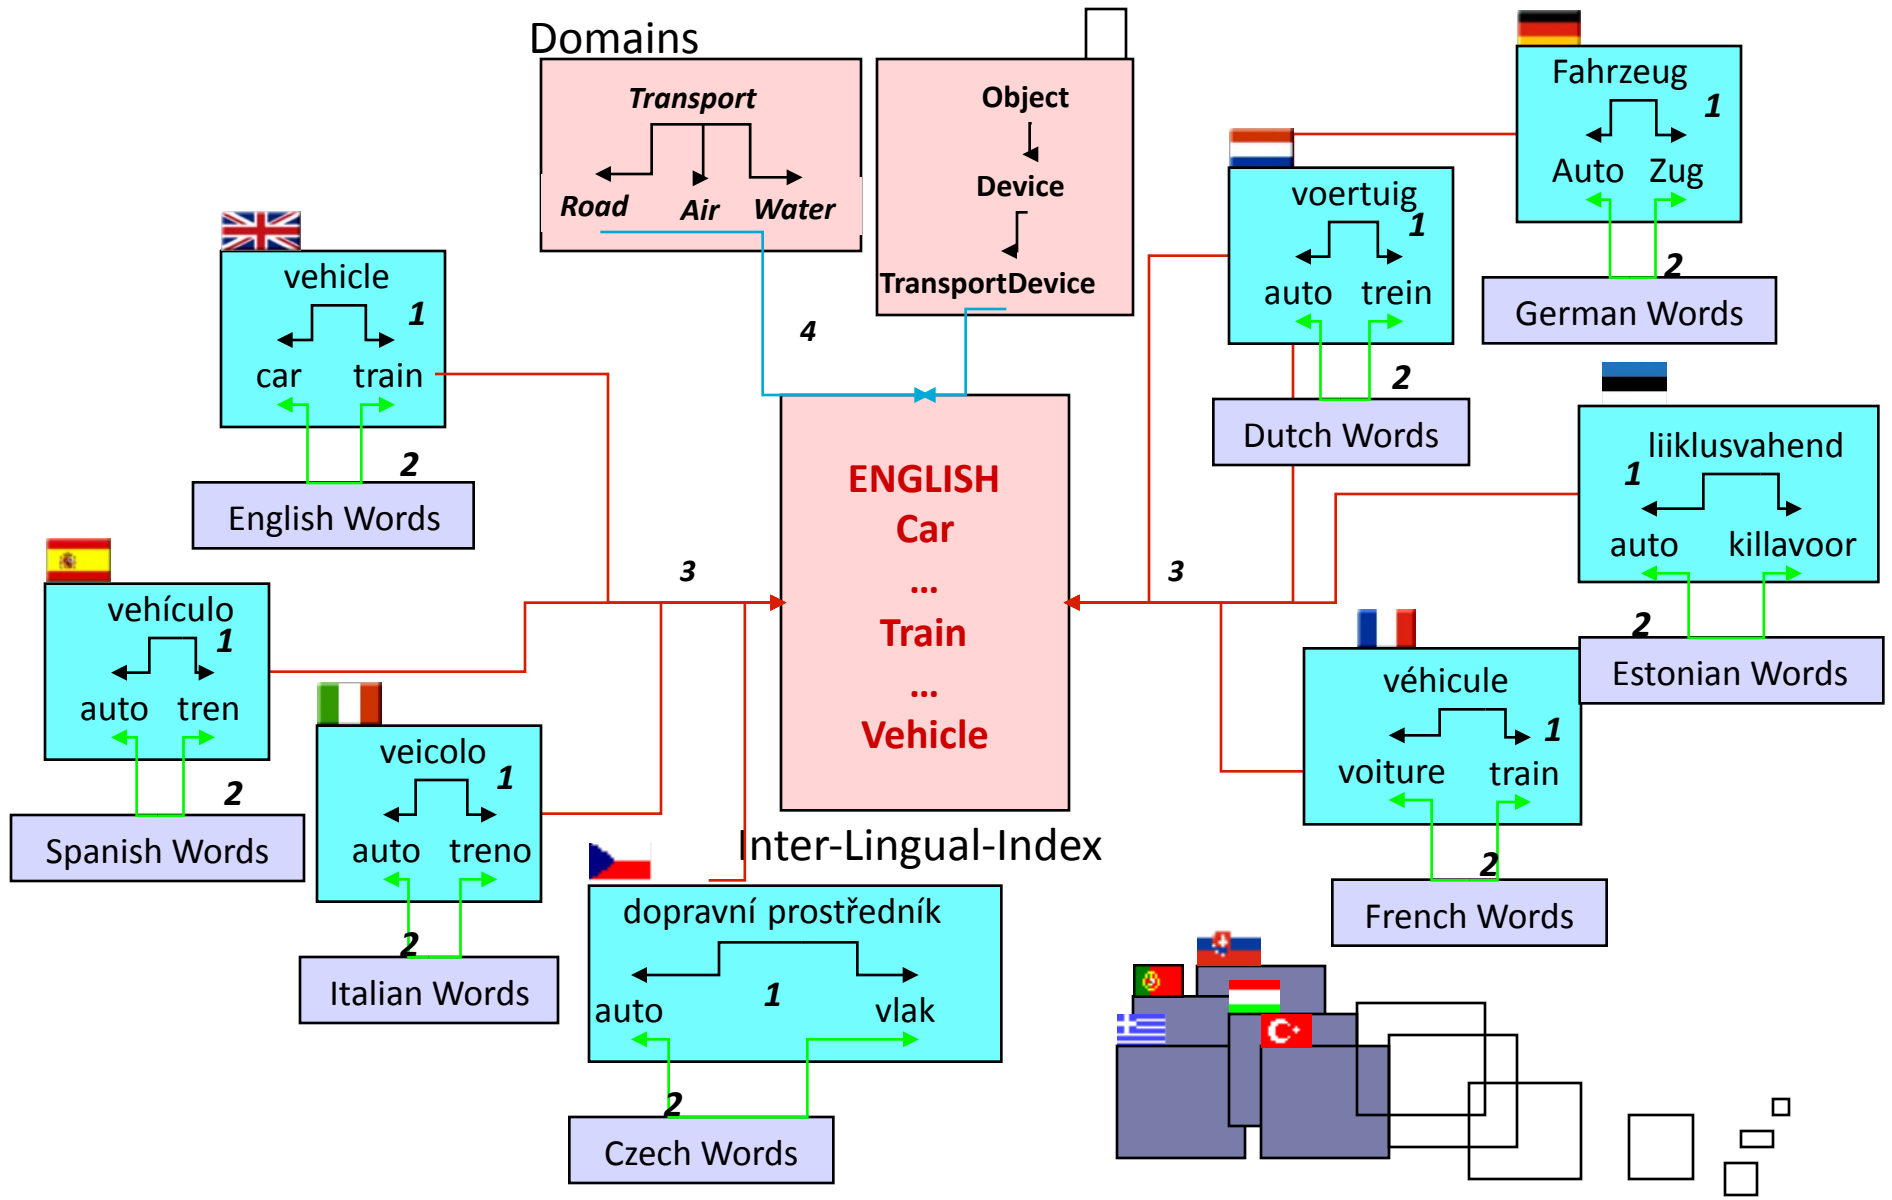 Domains
Transport
Road Air Water
Object
Device
TransportDevice
4
vehicle
1
car train
2
English Words
vehículo
1
auto tren
2
Spanish Words
veicolo
1
auto treno
2
Italian Words
dopravní prostředník
1
auto vlak
2
Czech Words
3
ENGLISH
Car
...
Train
...
Vehicle
Inter-Lingual-Index
3
Fahrzeug
1
Auto Zug
2
German Words
voertuig
1
auto trein
2
Dutch Words
liiklusvahend
1
auto killavoor
2
Estonian Words
véhicule
1
voiture train
2
French Words